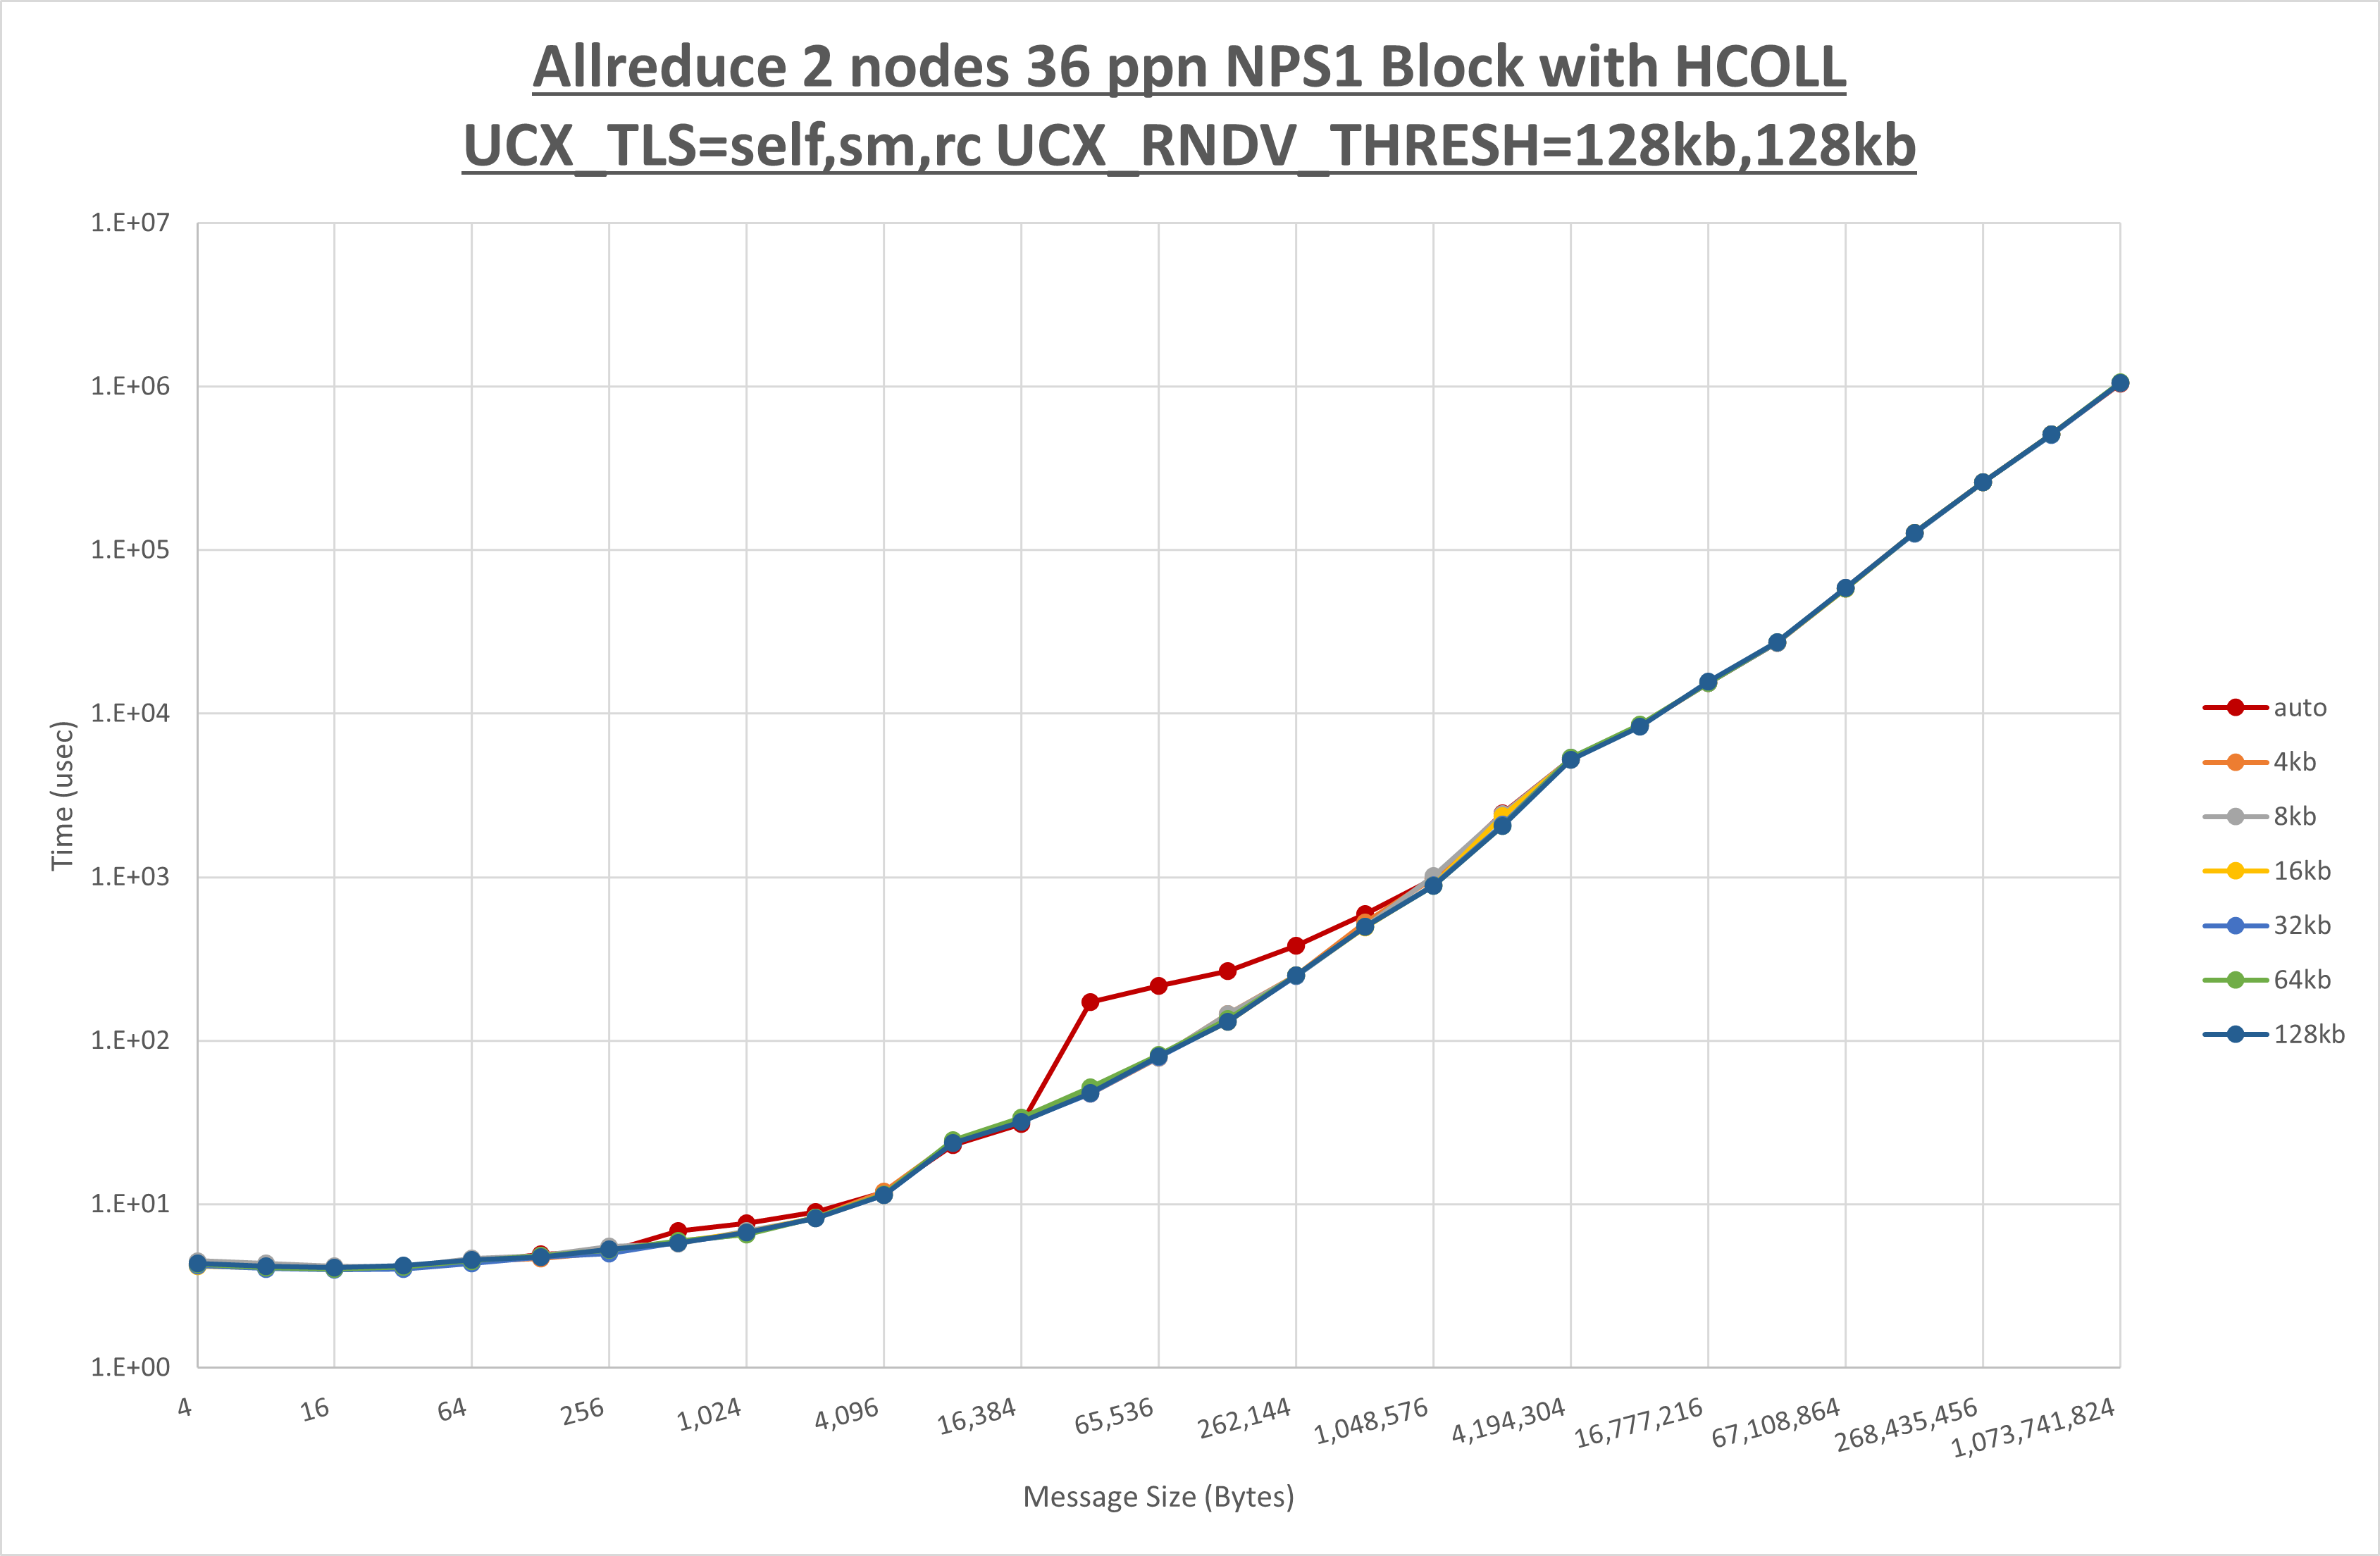 Allreduce 2 nodes 36 ppn NPS1 Block with HCOLL
UCX_TLS=self,sm,rc UCX_RNDV_THRESH=128kb,128kb
1.E+07
1.E+06
1.E+05
1.E+04
1.E+03
1.E+02
1.E+01
1.E+00
Time (usec)
4
16
64
256
1,024
4,096
16,384
65,536
262,144
1,048,576
4,194,304
16,777,216
67,108,864
268,435,456
1,073,741,824
Message Size (Bytes)
auto
4kb
8kb
16kb
32kb
64kb
128kb